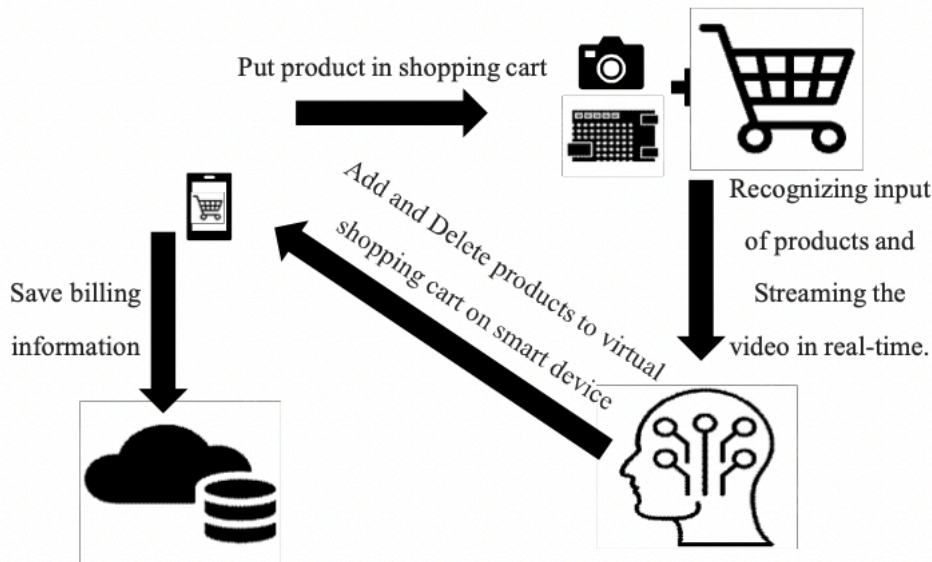 Put product in shopping cart
Add and Delete products to virtual
shopping cart on smart device
Recognizing input
of products and
Streaming the
video in real-time.
Save billing
information